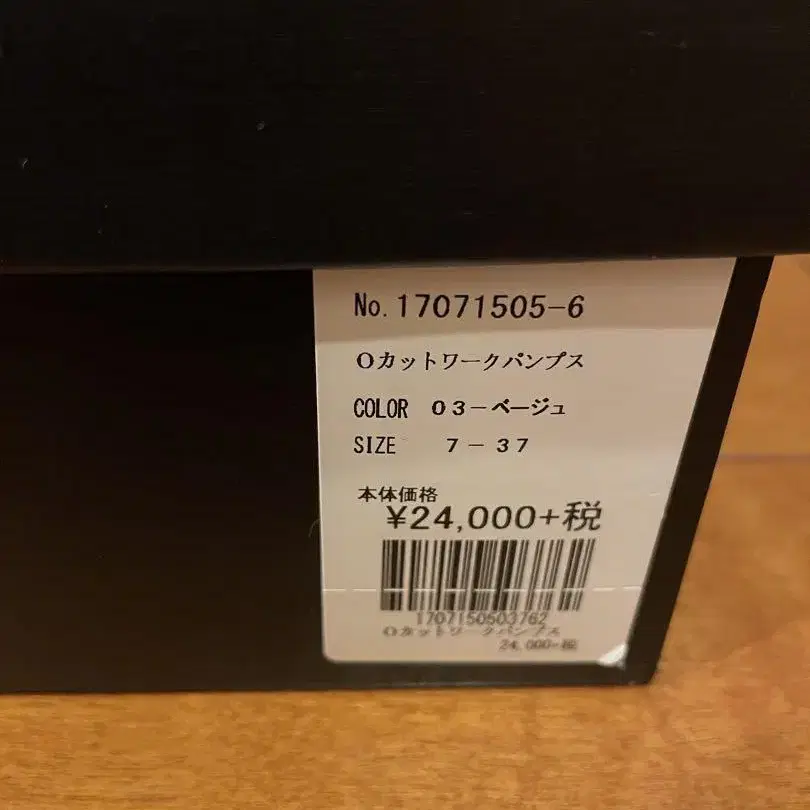 No. 17071505-6
Oカットワークパンプス
COLOR 03-ベージュ
SIZE 7-37
本体価格
¥24,000+税
1707150503762
Oカットワークパンプス
24,000+税